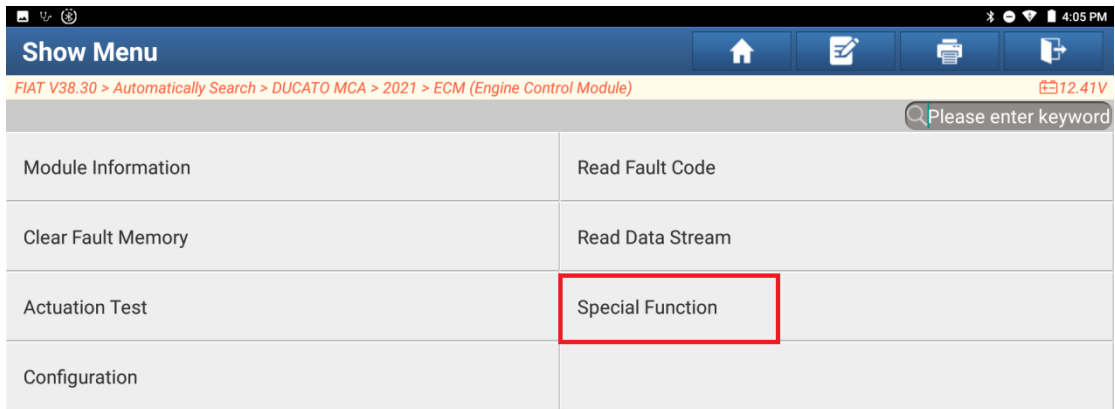 4:05 PM
Show Menu
FIAT V38.30 > Automatically Search > DUCATO MCA > 2021 > ECM (Engine Control Module)
12.41V
Please enter keyword
Module Information
Read Fault Code
Clear Fault Memory
Read Data Stream
Actuation Test
Special Function
Configuration